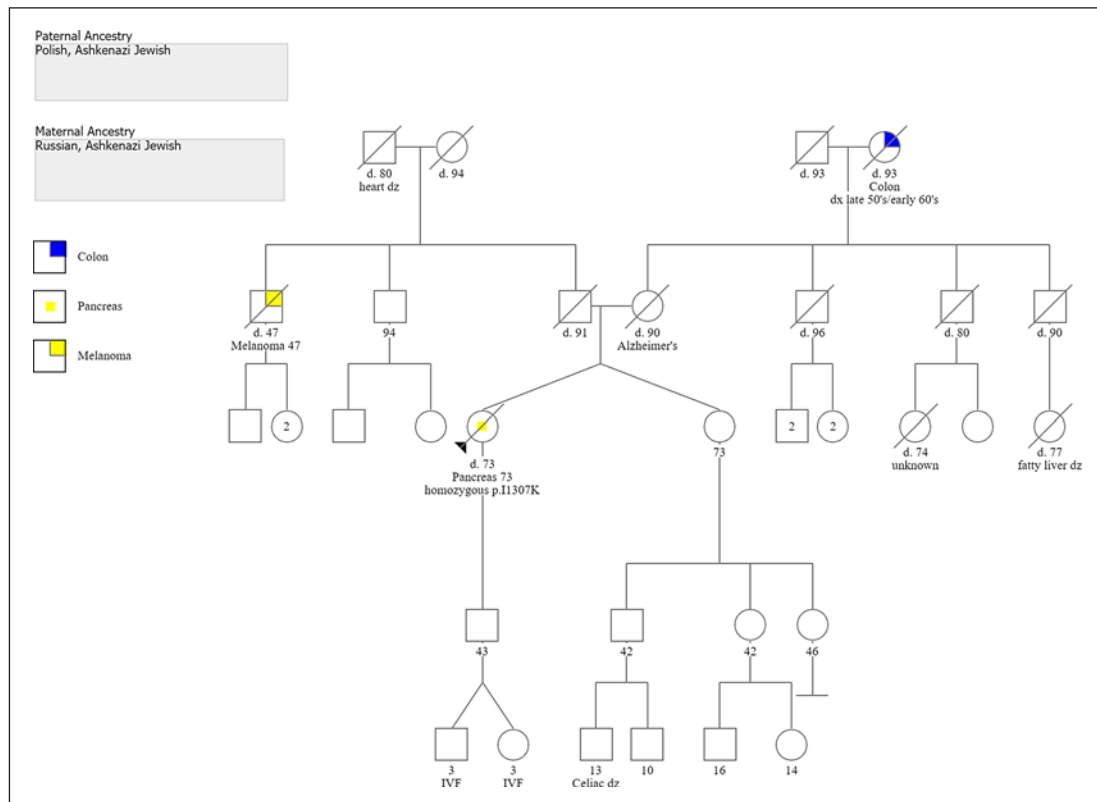 Paternal Ancestry
Polish, Ashkenazi Jewish
Maternal Ancestry
Russian, Ashkenazi Jewish
Colon
Pancreas
Melanoma
d. 80
heart dz
d. 94
d. 93
d. 93
Colon
dx late 50's/early 60's
d. 47
Melanoma 47
94
d. 91
d. 90
Alzheimer's
d. 96
d. 80
d. 90
2
d. 73
Pancreas 73
homozygous p.I1307K
73
2
2
d. 74
unknown
d. 77
fatty liver dz
43
42
42
46
3
IVF
3
IVF
13
Celiac dz
10
16
14